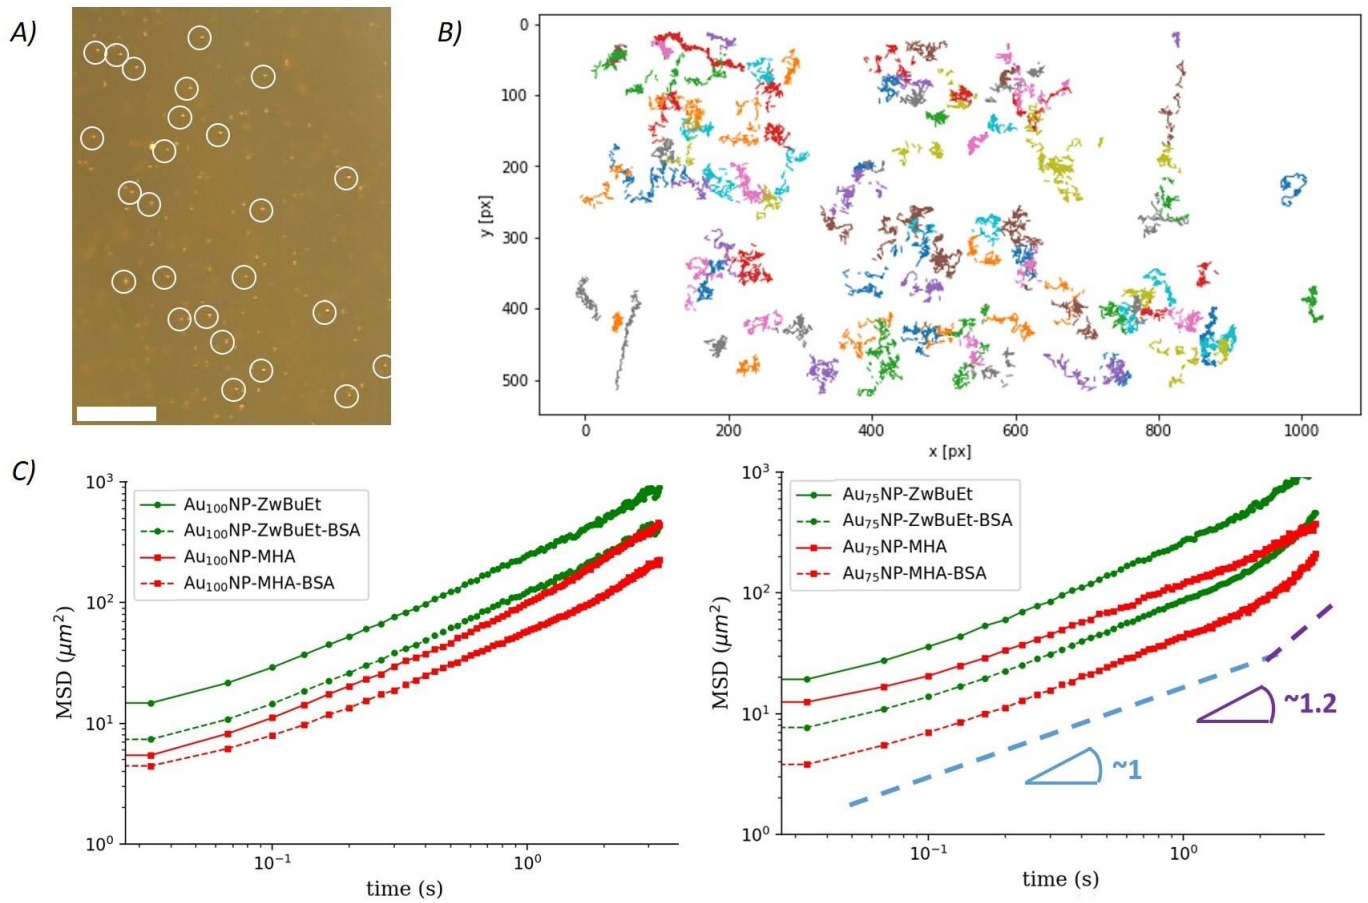 A)
B)
0
100
200
300
400
500
y [px]
0
200
400
600
800
1000
x [px]
C)
10³
10²
10¹
10⁰
MSD (μm²)
Au₁₀₀NP-ZwBuEt
Au₁₀₀NP-ZwBuEt-BSA
Au₁₀₀NP-MHA
Au₁₀₀NP-MHA-BSA
10⁻¹
10⁰
time (s)
10³
10²
10¹
10⁰
MSD (μm²)
Au₇₅NP-ZwBuEt
Au₇₅NP-ZwBuEt-BSA
Au₇₅NP-MHA
Au₇₅NP-MHA-BSA
~1.2
~1
10⁻¹
10⁰
time (s)